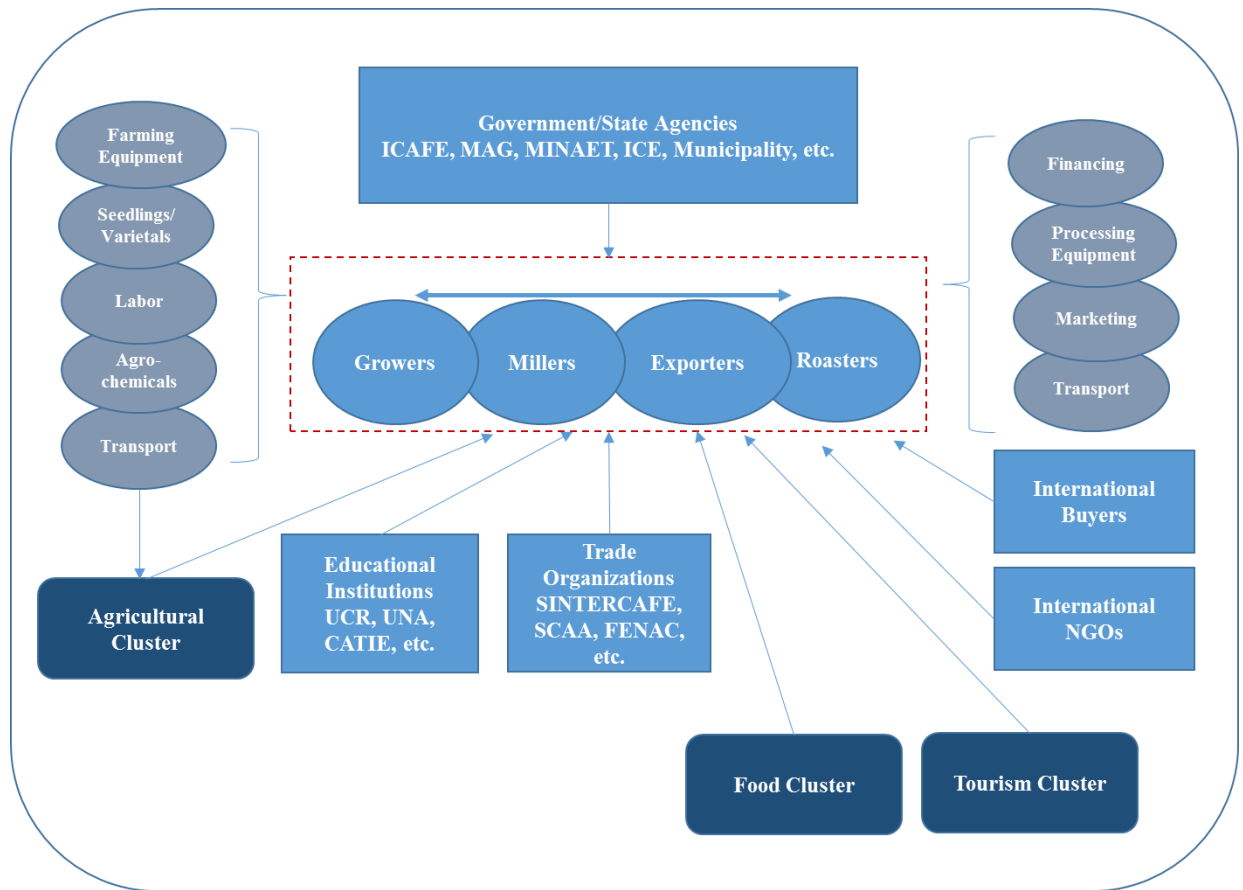 Government/State Agencies
ICAFE, MAG, MINAET, ICE, Municipality, etc.
Farming
Equipment
Seedlings/
Varietals
Labor
Agro-
chemicals
Transport
Financing
Processing
Equipment
Marketing
Transport
Growers
Millers
Exporters
Roasters
International
Buyers
Educational
Institutions
UCR, UNA,
CATIE, etc.
Trade
Organizations
SINTERCAFE,
SCAA, FENAC,
etc.
International
NGOs
Agricultural
Cluster
Food Cluster
Tourism Cluster